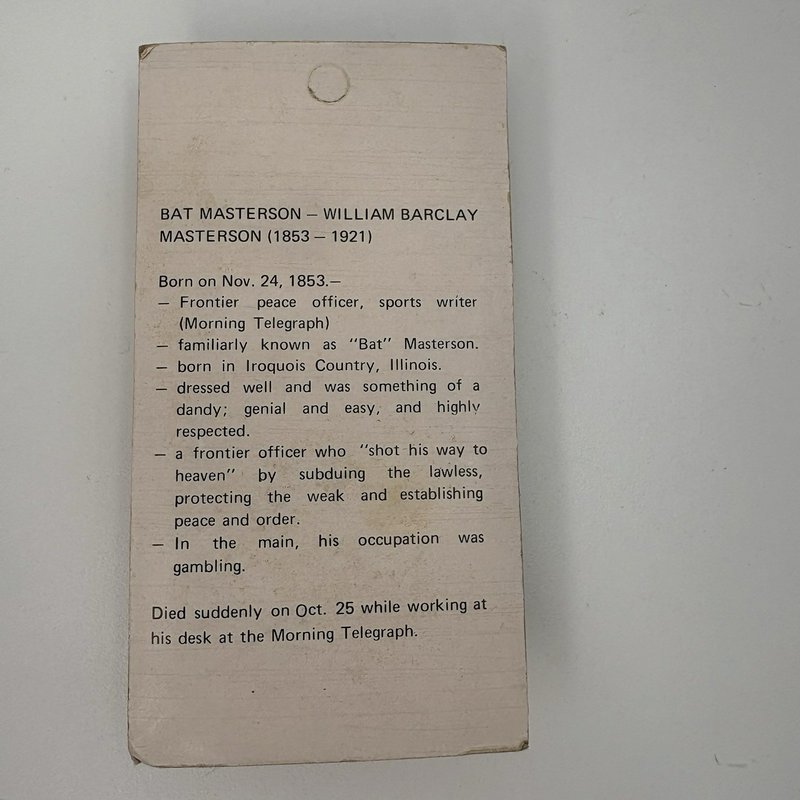 BAT MASTERSON — WILLIAM BARCLAY
MASTERSON (1853 — 1921)
Born on Nov. 24, 1853.—
— Frontier peace officer, sports writer
(Morning Telegraph)
— familiarly known as "Bat" Masterson.
— born in Iroquois Country, Illinois.
— dressed well and was something of a
dandy; genial and easy, and highly
respected.
— a frontier officer who "shot his way to
heaven" by subduing the lawless,
protecting the weak and establishing
peace and order.
— In the main, his occupation was
gambling.
Died suddenly on Oct. 25 while working at
his desk at the Morning Telegraph.